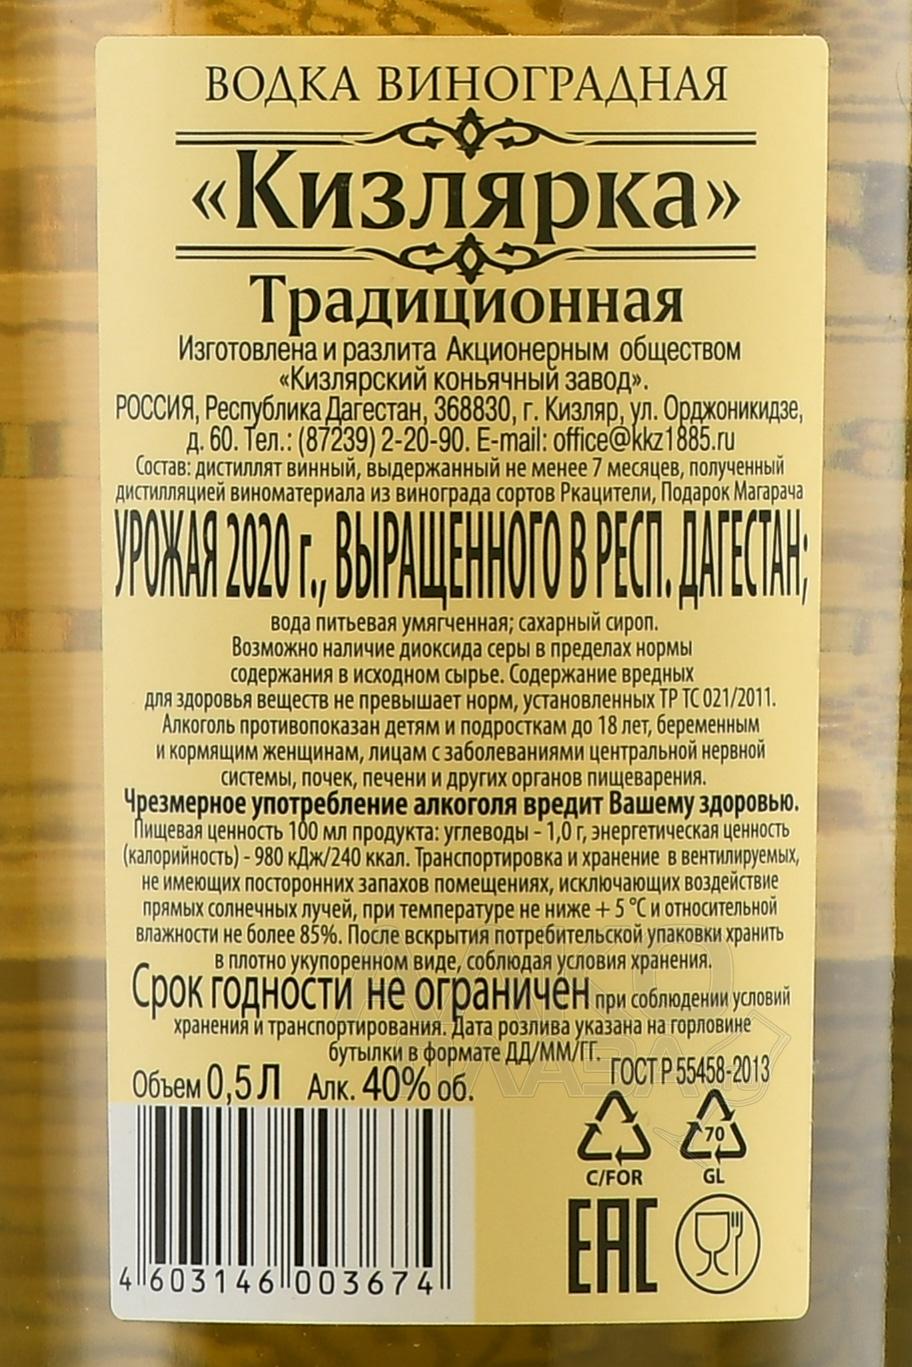 ВОДКА ВИНОГРАДНАЯ
«Кизлярка»
Традиционная
Изготовлена и разлита Акционерным обществом
«Кизлярский коньячный завод».
РОССИЯ, Республика Дагестан, 368830, г. Кизляр, ул. Орджоникидзе,
д. 60. Тел.: (87239) 2-20-90. E-mail: office@kkz1885.ru
Состав: дистиллят винный, выдержанный не менее 7 месяцев, полученный
дистилляцией виноматериала из винограда сортов Ркацители, Подарок Магарача
УРОЖАЯ 2020 г., ВЫРАЩЕННОГО В РЕСП. ДАГЕСТАН;
вода питьевая умягченная; сахарный сироп.
Возможно наличие диоксида серы в пределах нормы
содержания в исходном сырье. Содержание вредных
для здоровья веществ не превышает норм, установленных ТР ТС 021/2011.
Алкоголь противопоказан детям и подросткам до 18 лет, беременным
и кормящим женщинам, лицам с заболеваниями центральной нервной
системы, почек, печени и других органов пищеварения.
Чрезмерное употребление алкоголя вредит Вашему здоровью.
Пищевая ценность 100 мл продукта: углеводы - 1,0 г, энергетическая ценность
(калорийность) - 980 кДж/240 ккал. Транспортировка и хранение в вентилируемых,
не имеющих посторонних запахов помещениях, исключающих воздействие
прямых солнечных лучей, при температуре не ниже + 5 °С и относительной
влажности не более 85%. После вскрытия потребительской упаковки хранить
в плотно укупоренном виде, соблюдая условия хранения.
Срок годности не ограничен при соблюдении условий
хранения и транспортирования. Дата розлива указана на горловине
бутылки в формате ДД/ММ/ГГ.
Объем 0,5 Л Алк. 40% об.
ГОСТ Р 55458-2013
70
C/FOR GL
EAC
4 603146 003674